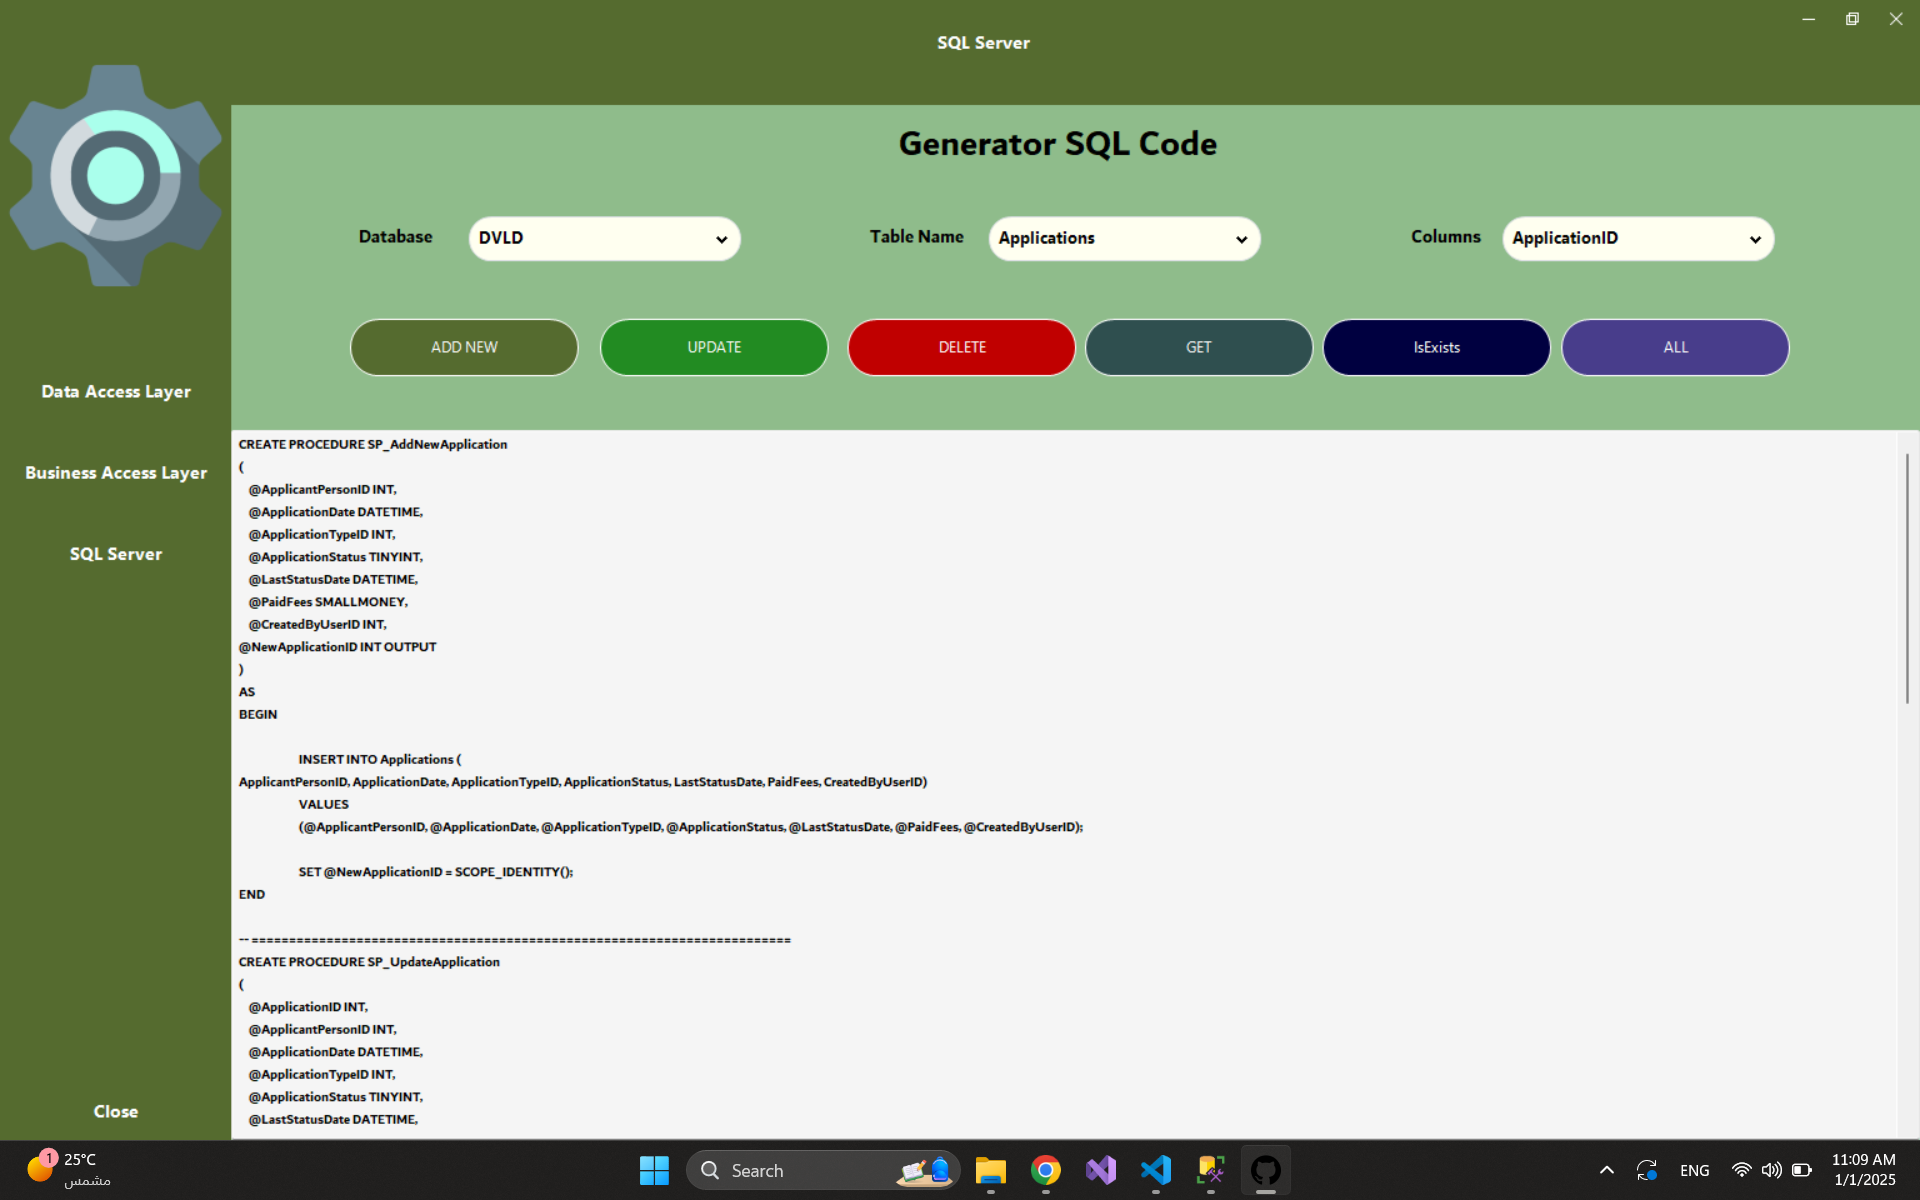 SQL Server
Generator SQL Code
Database
DVLD
Table Name
Applications
Columns
ApplicationID
ADD NEW
UPDATE
DELETE
GET
IsExists
ALL
Data Access Layer
Business Access Layer
SQL Server
Close
CREATE PROCEDURE SP_AddNewApplication
(
@ApplicantPersonID INT,
@ApplicationDate DATETIME,
@ApplicationTypeID INT,
@ApplicationStatus TINYINT,
@LastStatusDate DATETIME,
@PaidFees SMALLMONEY,
@CreatedByUserID INT,
@NewApplicationID INT OUTPUT
)
AS
BEGIN
INSERT INTO Applications (
ApplicantPersonID, ApplicationDate, ApplicationTypeID, ApplicationStatus, LastStatusDate, PaidFees, CreatedByUserID)
VALUES
(@ApplicantPersonID, @ApplicationDate, @ApplicationTypeID, @ApplicationStatus, @LastStatusDate, @PaidFees, @CreatedByUserID);
SET @NewApplicationID = SCOPE_IDENTITY();
END
-- ========================================================================
CREATE PROCEDURE SP_UpdateApplication
(
@ApplicationID INT,
@ApplicantPersonID INT,
@ApplicationDate DATETIME,
@ApplicationTypeID INT,
@ApplicationStatus TINYINT,
@LastStatusDate DATETIME,
1
25°C
مشمس
Search
ENG
11:09 AM
1/1/2025